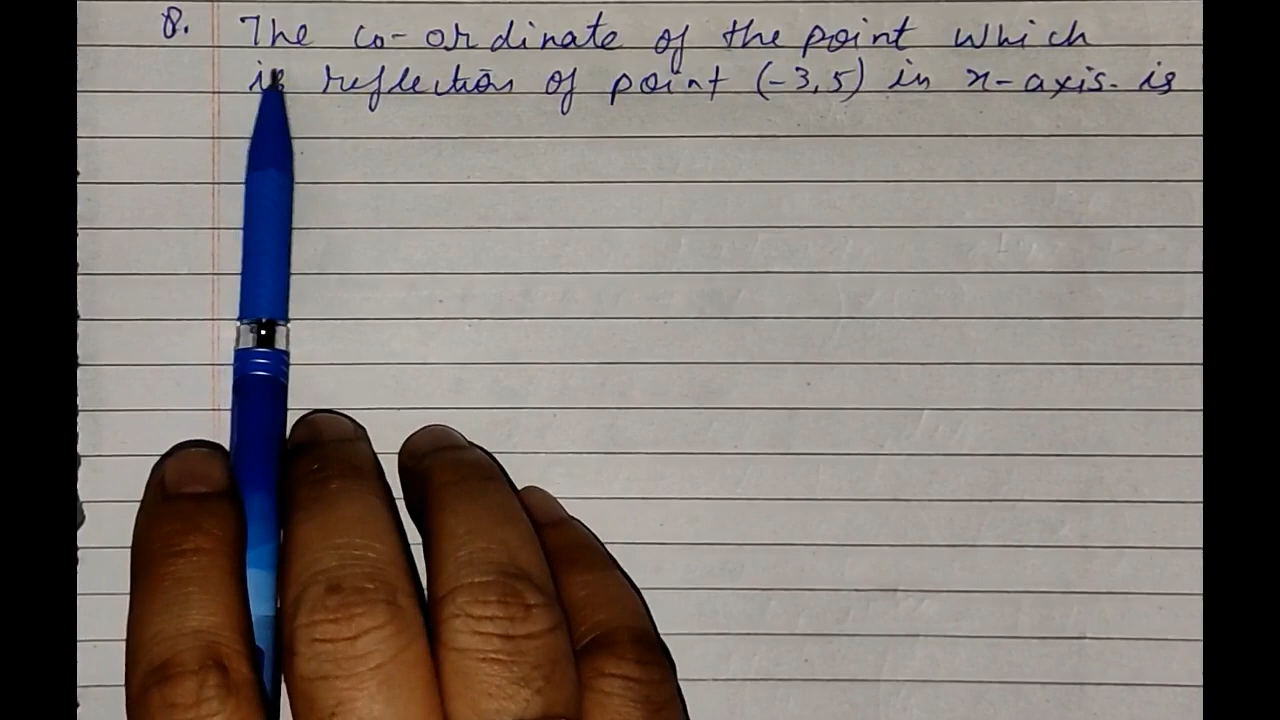 8. The co-ordinate of the point which
is reflection of point (-3,5) in x-axis. is